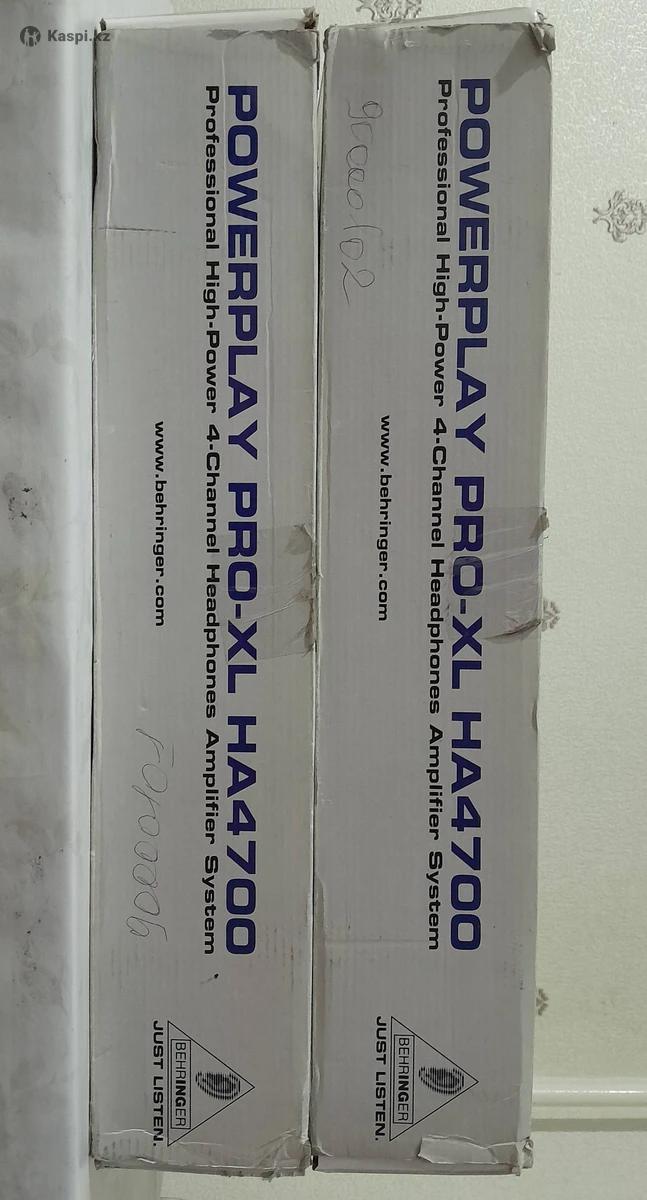 Kaspi.kz
POWERPLAY PRO-XL HA4700
Professional High-Power 4-Channel Headphones Amplifier System
www.behringer.com
BEHRINGER
JUST LISTEN.
POWERPLAY PRO-XL HA4700
Professional High-Power 4-Channel Headphones Amplifier System
www.behringer.com
BEHRINGER
JUST LISTEN.